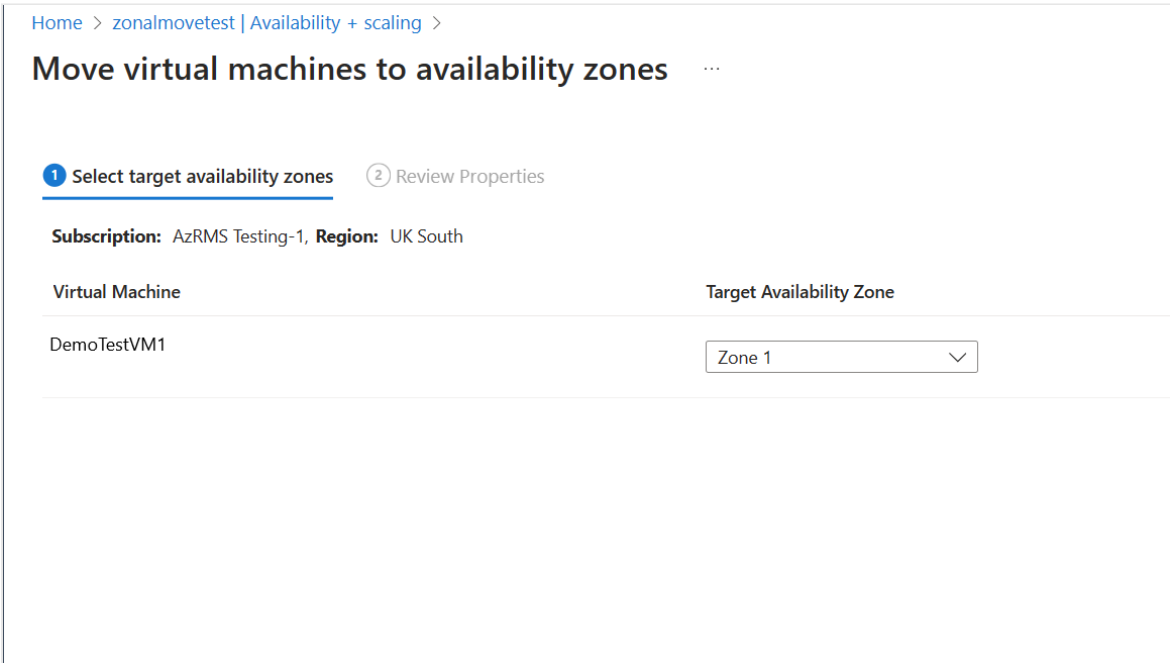 Home > zonalmovetest | Availability + scaling >
Move virtual machines to availability zones ...
1 Select target availability zones 2 Review Properties
Subscription: AzRMS Testing-1, Region: UK South
Virtual Machine Target Availability Zone
DemoTestVM1
Zone 1